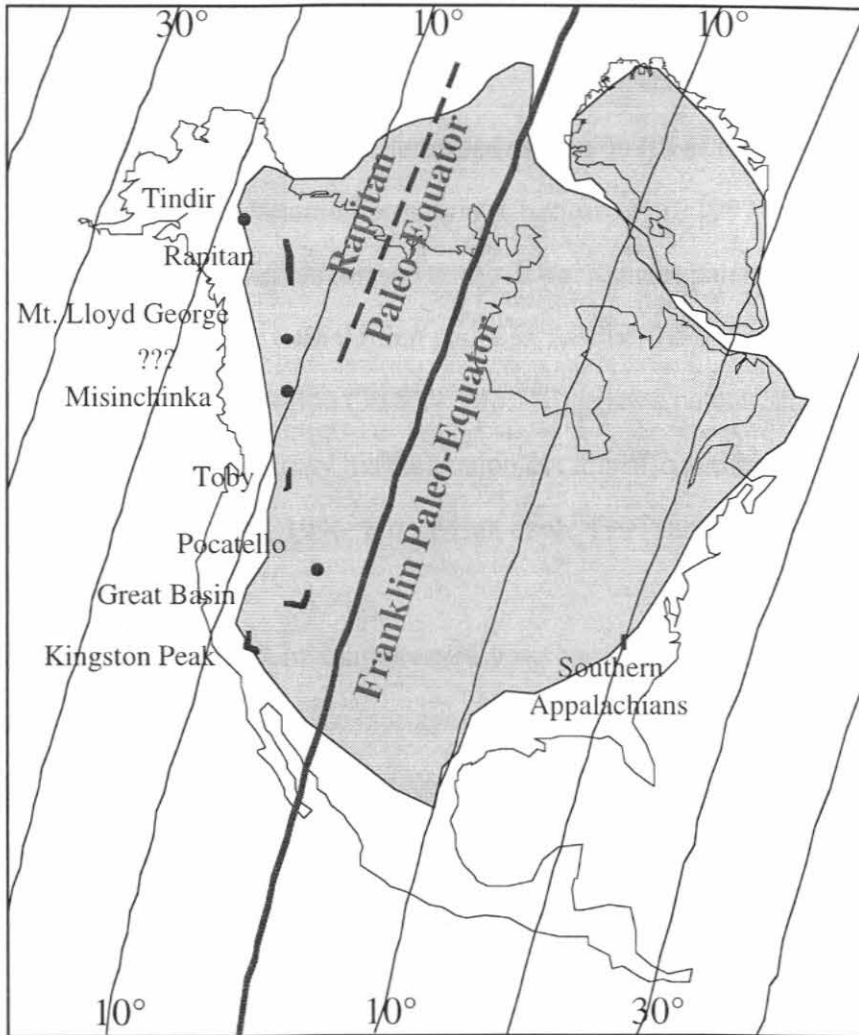 30°
10°
10°
Tindir
Rapitan
Mt. Lloyd George
???
Misinchinka
Toby
Pocatello
Great Basin
Kingston Peak
Rapitan
Paleo-Equator
Franklin Paleo-Equator
Southern
Appalachians
10°
10°
30°